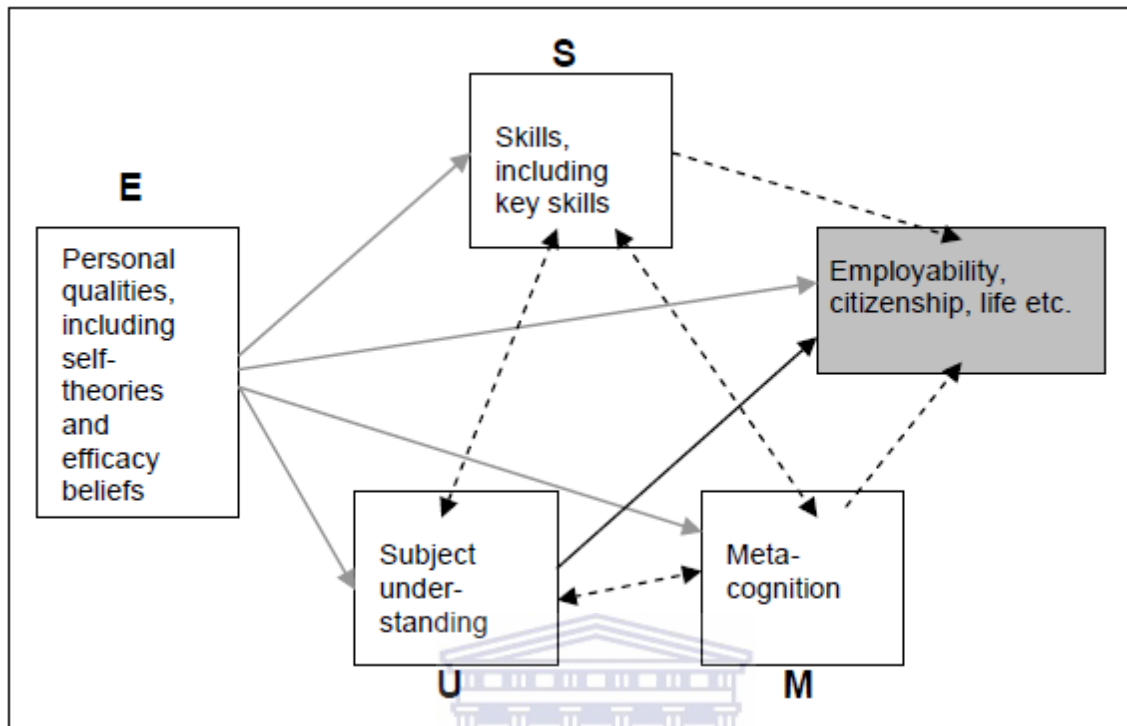 S
Skills,
including
key skills
E
Personal
qualities,
including
self-
theories
and
efficacy
beliefs
Employability,
citizenship, life etc.
Subject
under-
standing
U
Meta-
cognition
M